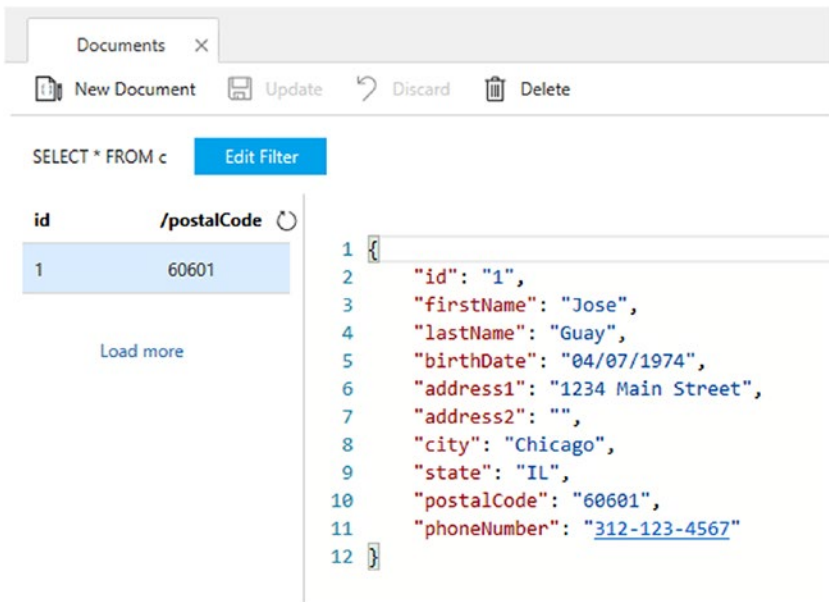 Documents
New Document Update Discard Delete
SELECT * FROM c Edit Filter
id /postalCode
1 60601
Load more
1 {
2 "id": "1",
3 "firstName": "Jose",
4 "lastName": "Guay",
5 "birthDate": "04/07/1974",
6 "address1": "1234 Main Street",
7 "address2": "",
8 "city": "Chicago",
9 "state": "IL",
10 "postalCode": "60601",
11 "phoneNumber": "312-123-4567"
12 }